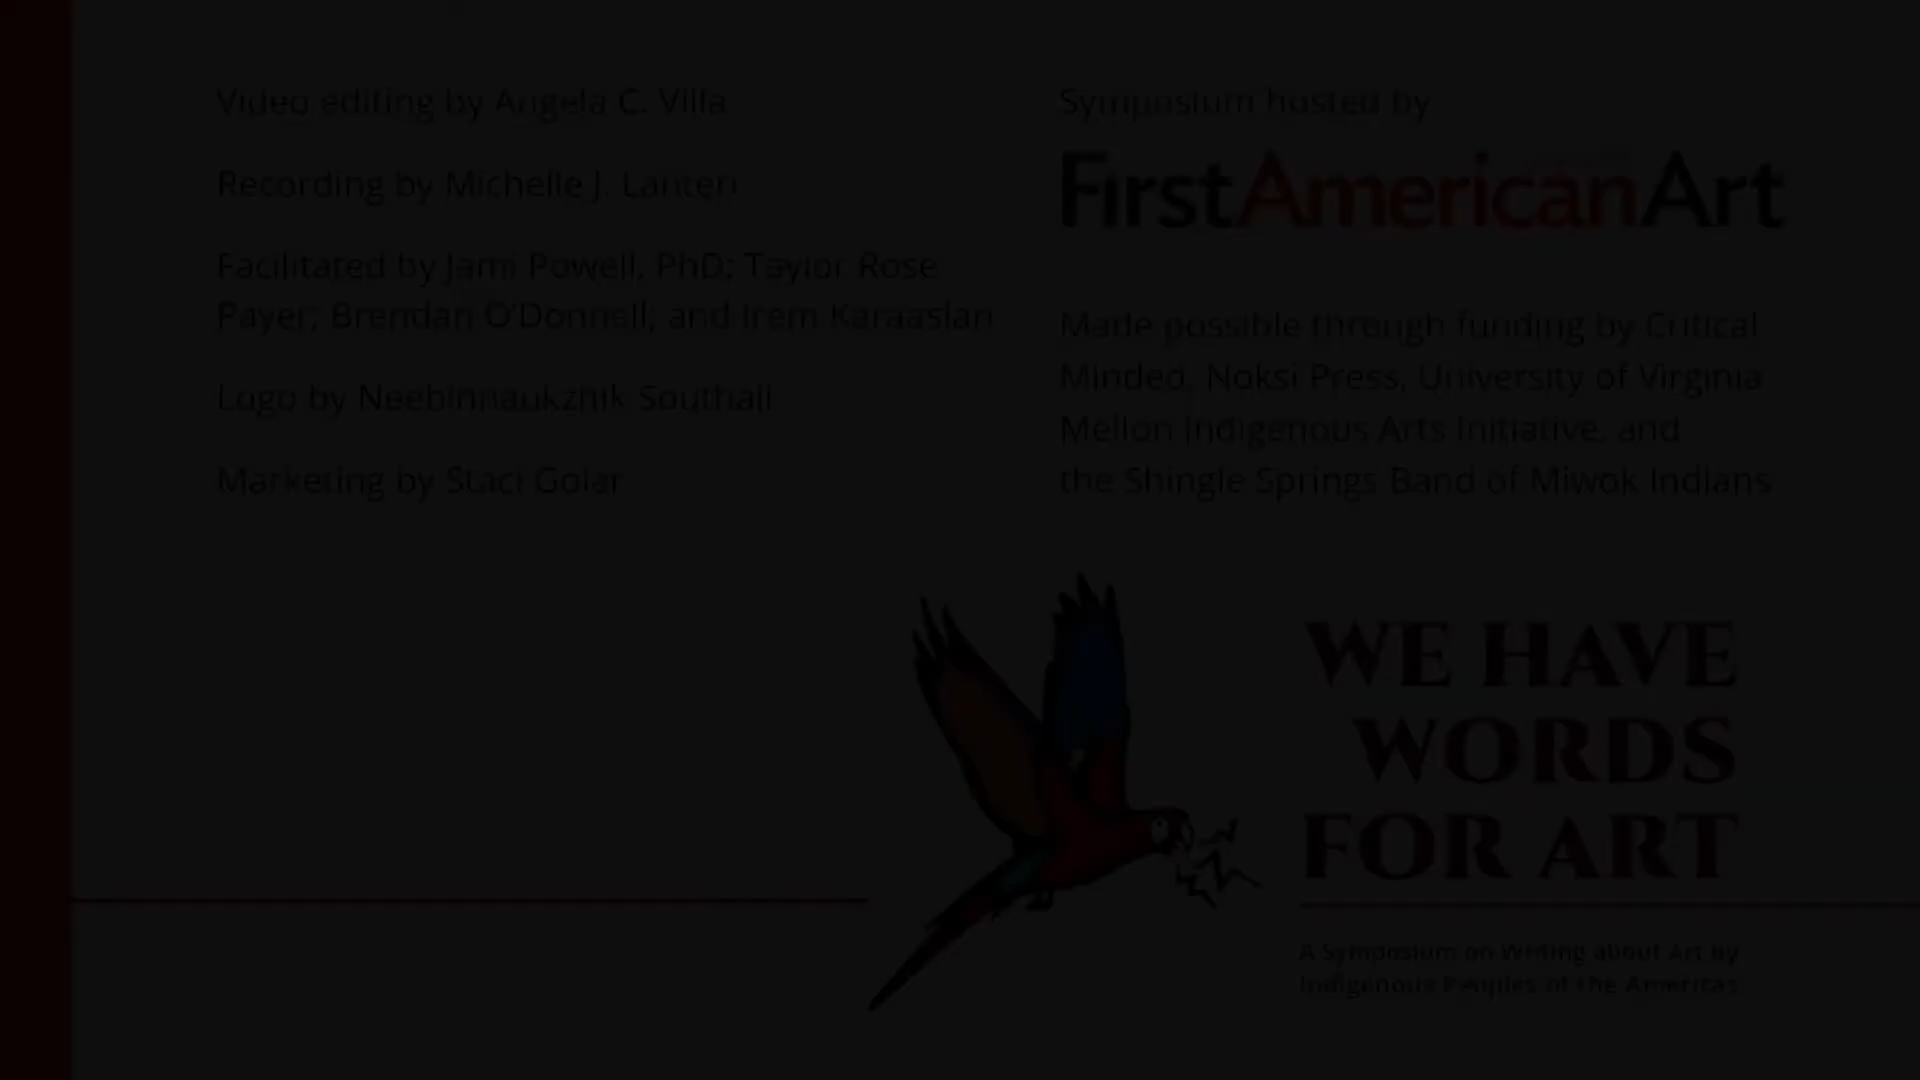 Video editing by Angela C. Villa
Recording by Michelle J. Lanteri
Facilitated by Jami Powell, PhD; Taylor Rose
Payer; Brendan O'Donnell; and Irem Karaaslan
Logo by Neebinnaukzhik Southall
Marketing by Staci Golar
Symposium hosted by
FirstAmericanArt
Made possible through funding by Critical
Minded, Noksi Press, University of Virginia
Mellon Indigenous Arts Initiative, and
the Shingle Springs Band of Miwok Indians
WE HAVE
WORDS
FOR ART
A Symposium on Writing about Art by
Indigenous Peoples of the Americas